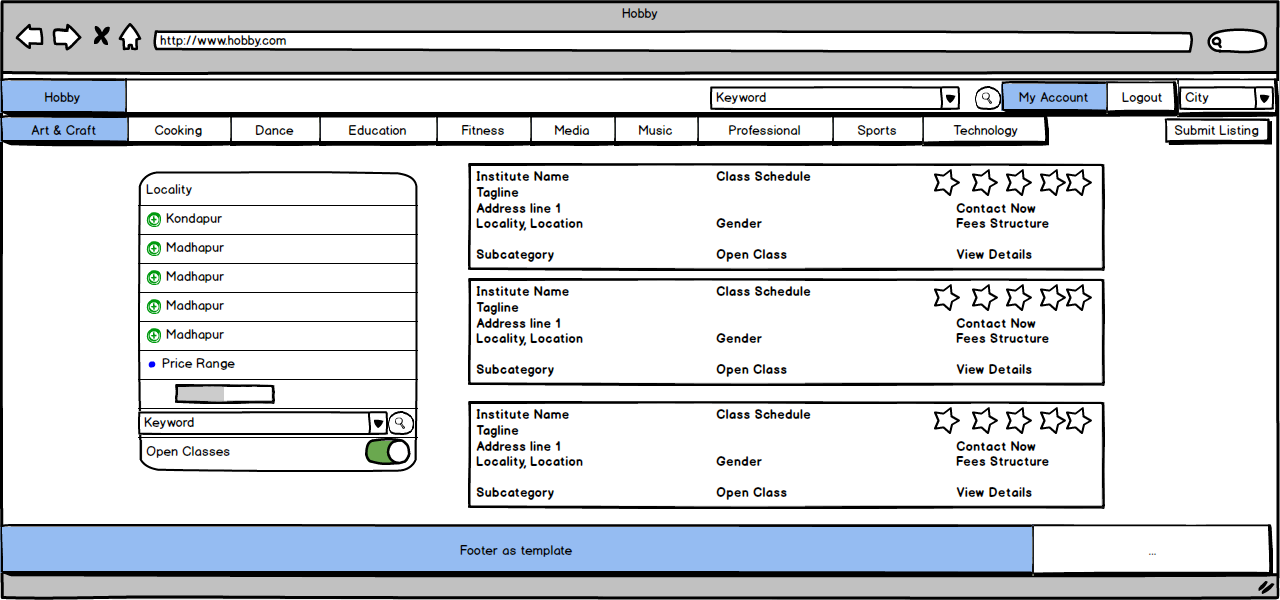 Hobby
http://www.hobby.com
Hobby
Keyword
My Account
Logout
City
Art & Craft
Cooking
Dance
Education
Fitness
Media
Music
Professional
Sports
Technology
Submit Listing
Locality
Kondapur
Madhapur
Madhapur
Madhapur
Madhapur
Price Range
Keyword
Open Classes
Institute Name
Class Schedule
Tagline
Address line 1
Contact Now
Locality, Location
Gender
Fees Structure
Subcategory
Open Class
View Details
Institute Name
Class Schedule
Tagline
Address line 1
Contact Now
Locality, Location
Gender
Fees Structure
Subcategory
Open Class
View Details
Institute Name
Class Schedule
Tagline
Address line 1
Contact Now
Locality, Location
Gender
Fees Structure
Subcategory
Open Class
View Details
Footer as template
...